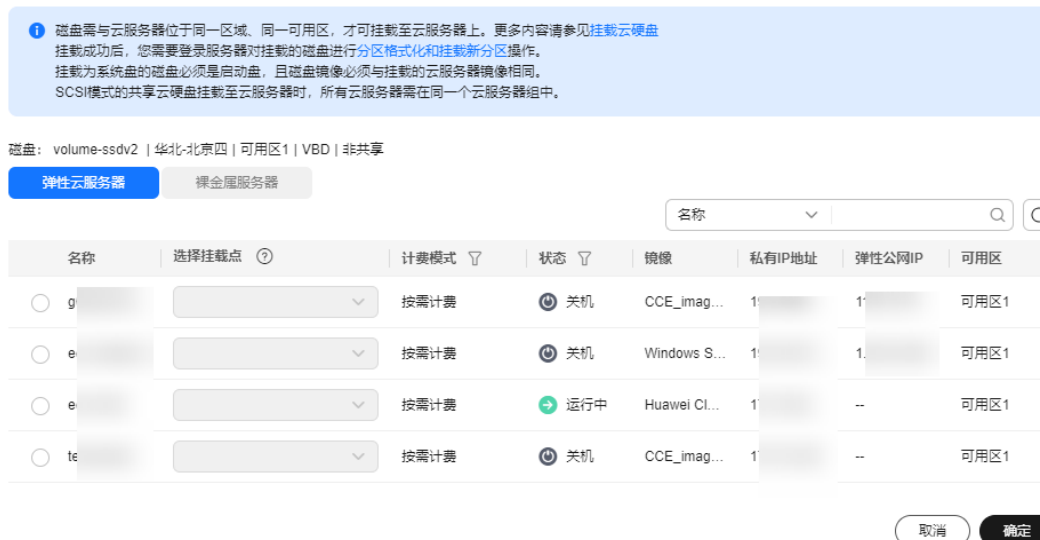 磁盘需与云服务器位于同一区域、同一可用区，才可挂载至云服务器上。更多内容请参见挂载云硬盘
挂载成功后，您需要登录服务器对挂载的磁盘进行分区格式化和挂载新分区操作。
挂载为系统盘的磁盘必须是启动盘，且磁盘镜像必须与挂载的云服务器镜像相同。
SCSI模式的共享云硬盘挂载至云服务器时，所有云服务器需在同一个云服务器组中。
磁盘： volume-ssdv2 | 华北-北京四 | 可用区1 | VBD | 非共享
弹性云服务器 裸金属服务器
名称
名称 选择挂载点 ? 计费模式 状态 镜像 私有IP地址 弹性公网IP 可用区
按需计费 关机 CCE_imag... 可用区1
按需计费 关机 Windows S... 可用区1
按需计费 运行中 Huawei Cl... -- 可用区1
te 按需计费 关机 CCE_imag... -- 可用区1
取消 确定